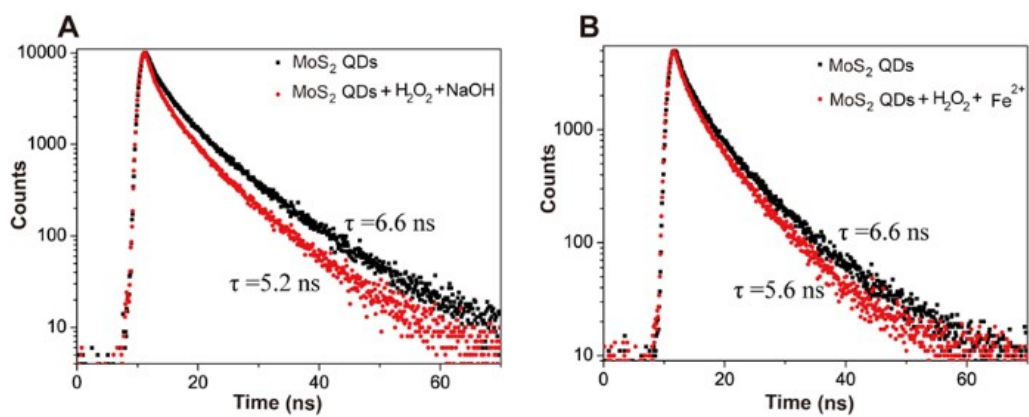 A
10000
1000
100
10
Counts
MoS₂ QDs
MoS₂ QDs + H₂O₂ + NaOH
τ = 6.6 ns
τ = 5.2 ns
0 20 40 60
Time (ns)
B
1000
100
10
Counts
MoS₂ QDs
MoS₂ QDs + H₂O₂ + Fe²⁺
τ = 6.6 ns
τ = 5.6 ns
0 20 40 60
Time (ns)